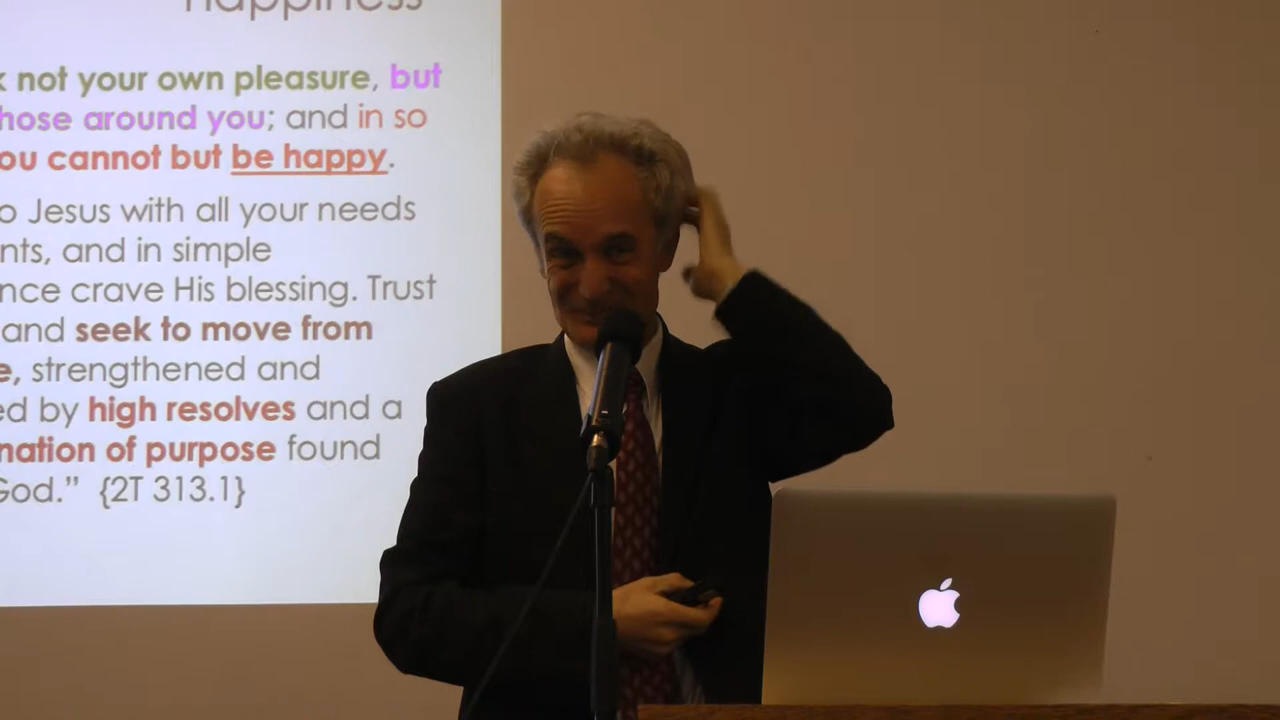 happiness
k not your own pleasure, but
hose around you; and in so
ou cannot but be happy.
o Jesus with all your needs
nts, and in simple
nce crave His blessing. Trust
and seek to move from
e, strengthened and
ed by high resolves and a
nation of purpose found
God.” {2T 313.1}